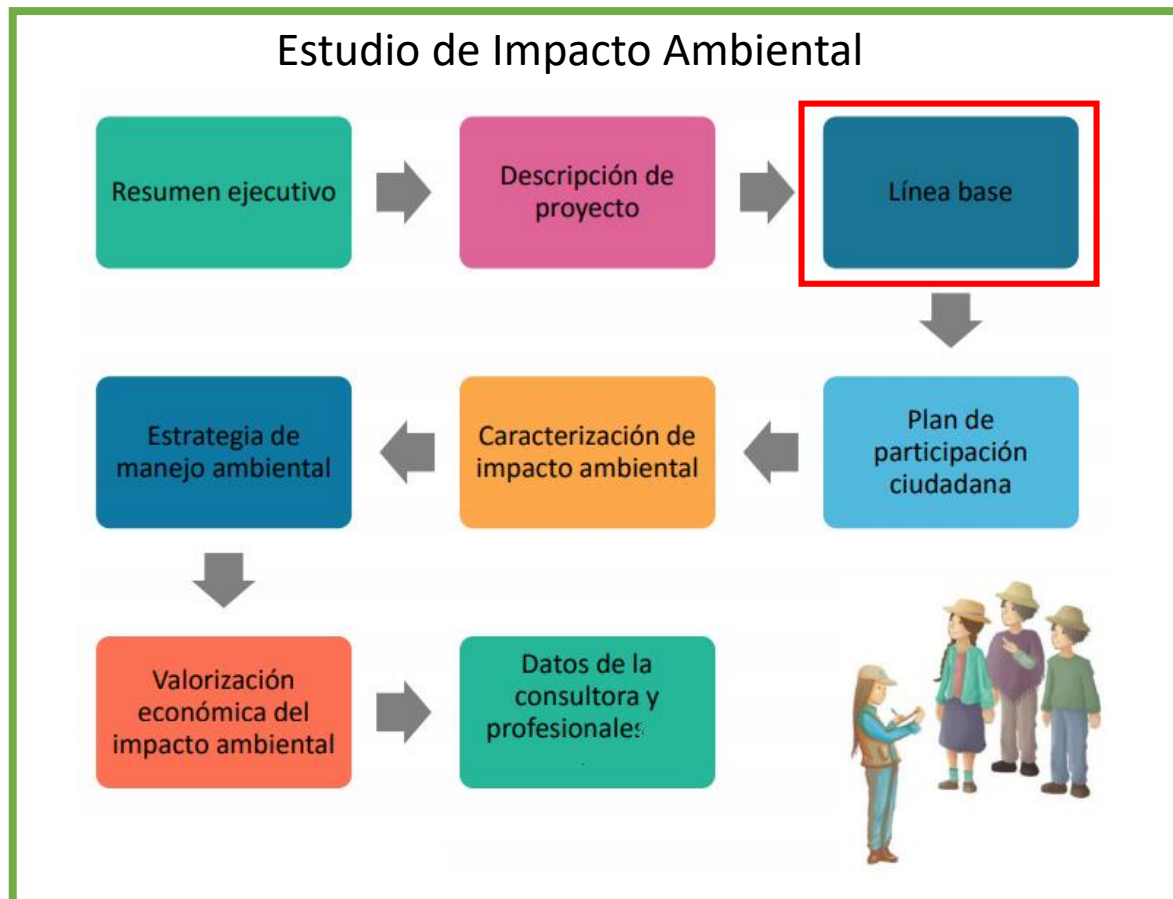 Estudio de Impacto Ambiental
Resumen ejecutivo
Descripción de
proyecto
Línea base
Plan de
participación
ciudadana
Caracterización de
impacto ambiental
Estrategia de
manejo ambiental
Valorización
económica del
impacto ambiental
Datos de la
consultora y
profesionales